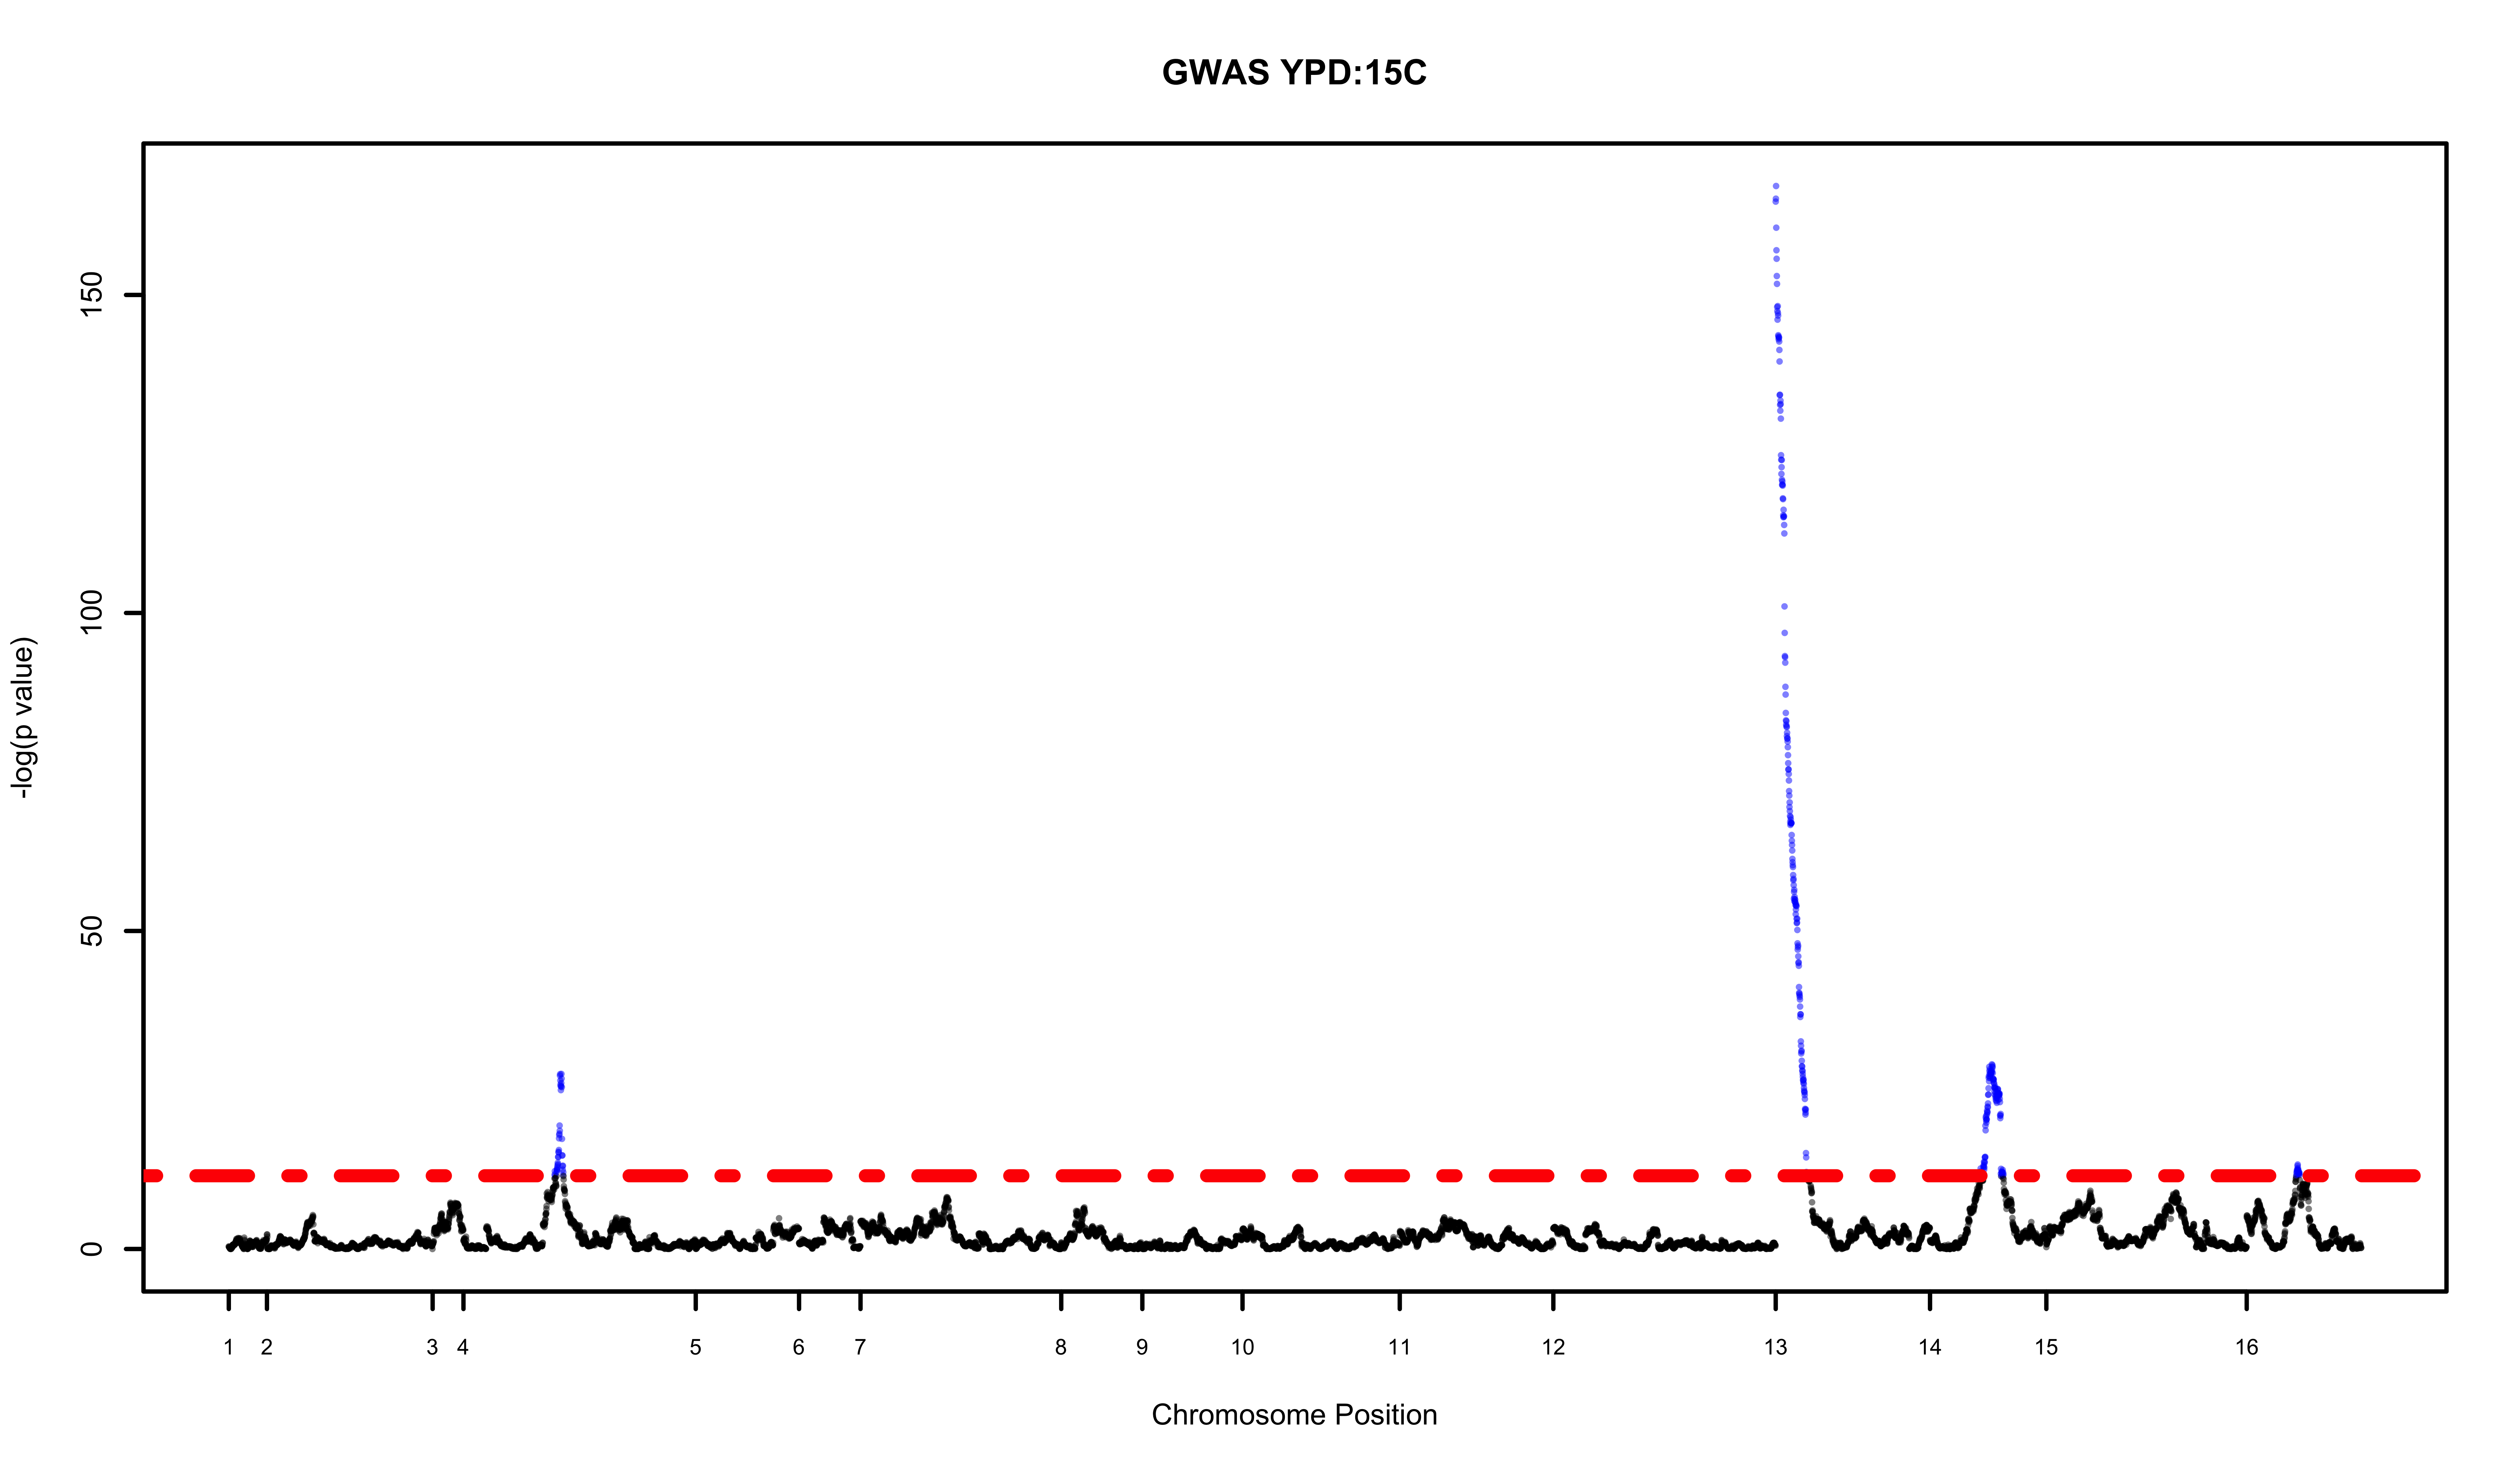 GWAS YPD:15C
-log(p value)
150
100
50
0
1 2 3 4 5 6 7 8 9 10 11 12 13 14 15 16
Chromosome Position